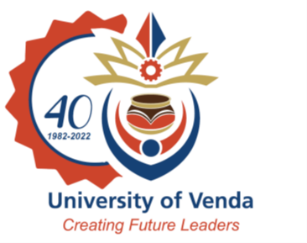 40
1982-2022
University of Venda
Creating Future Leaders